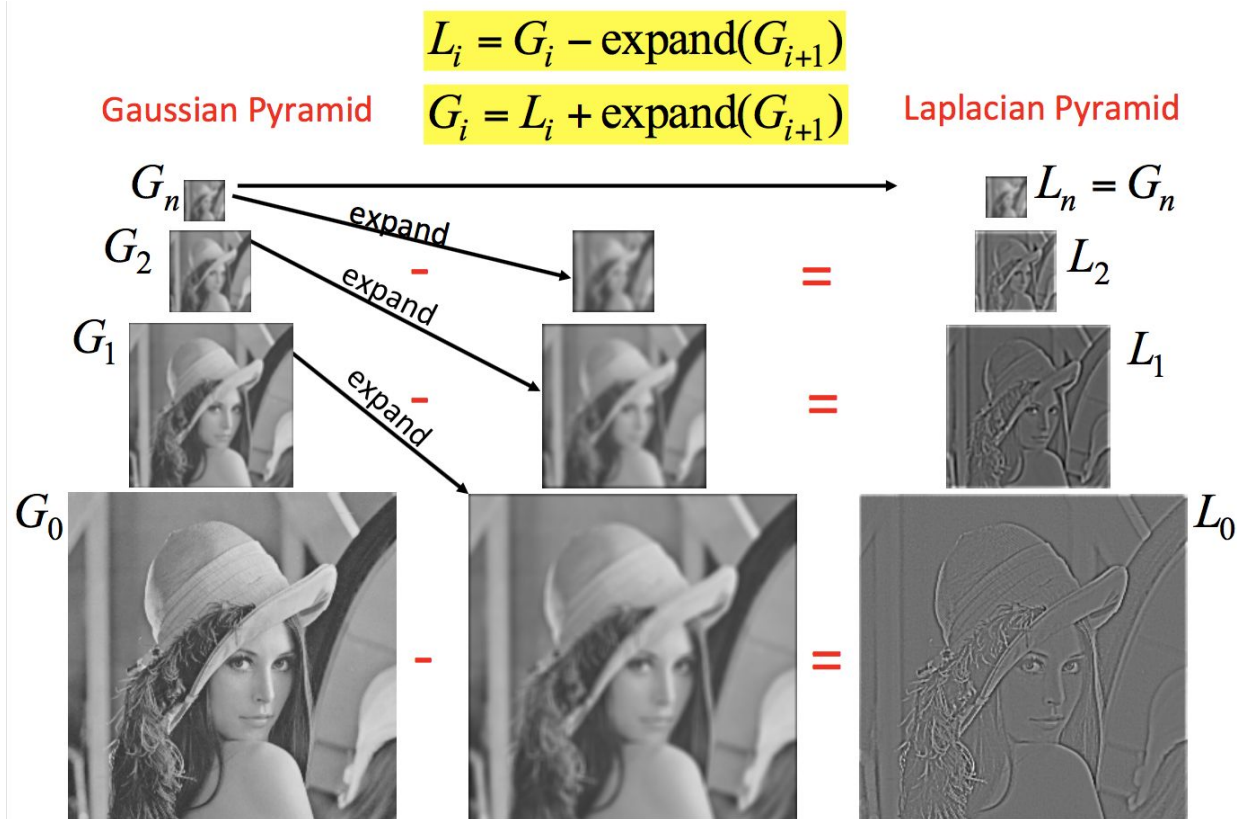 L_i = G_i − expand(G_{i+1})
Gaussian Pyramid
G_i = L_i + expand(G_{i+1})
Laplacian Pyramid
G_n
L_n = G_n
expand
G_2
-
=
L_2
expand
G_1
-
=
L_1
expand
G_0
-
=
L_0